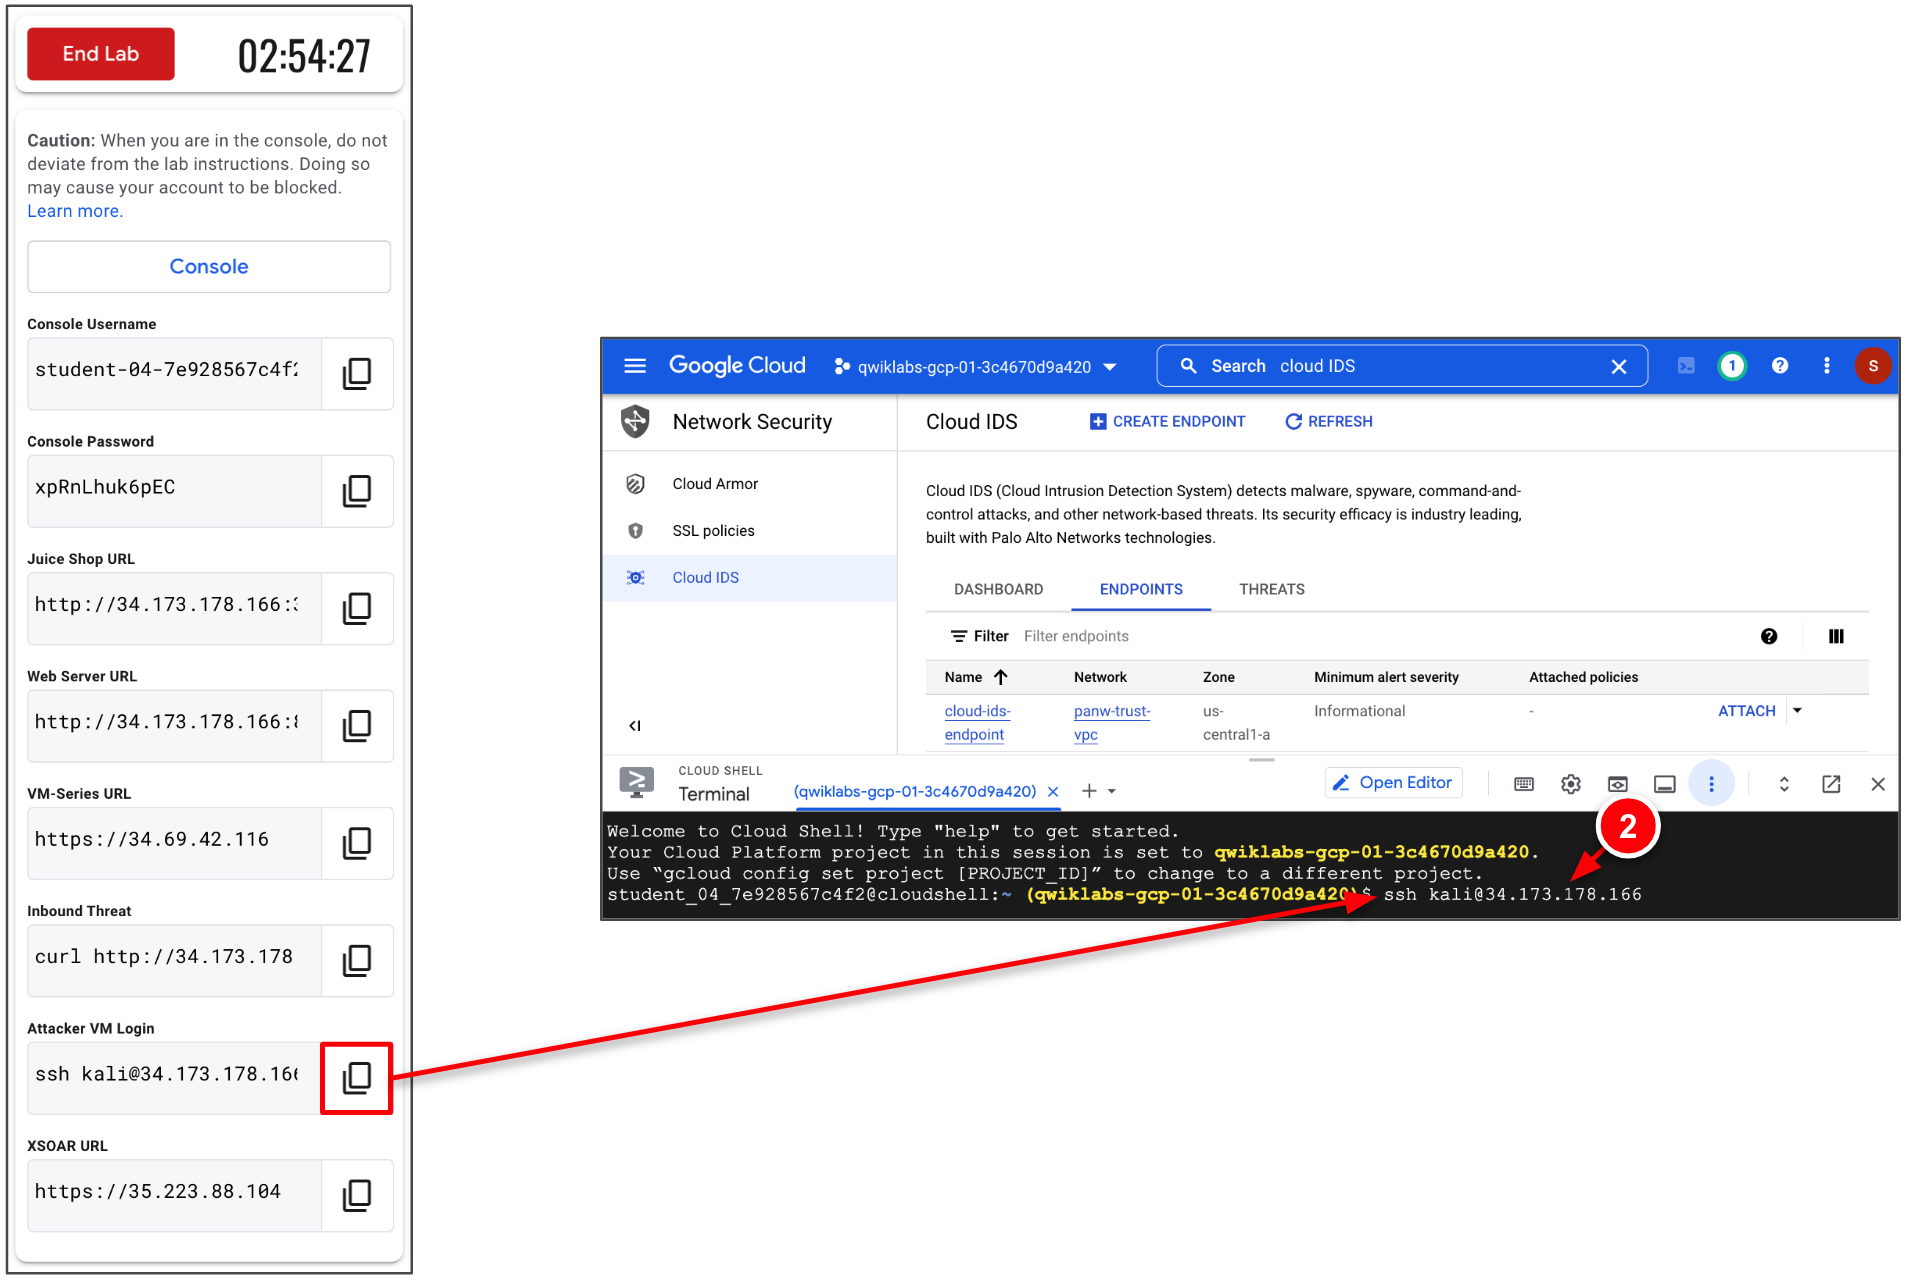 End Lab
02:54:27
Caution: When you are in the console, do not
deviate from the lab instructions. Doing so
may cause your account to be blocked.
Learn more.
Console
Console Username
student-04-7e928567c4f2
Console Password
xpRnLhuk6pEC
Juice Shop URL
http://34.173.178.166:3
Web Server URL
http://34.173.178.166:8
VM-Series URL
https://34.69.42.116
Inbound Threat
curl http://34.173.178
Attacker VM Login
ssh kali@34.173.178.166
XSOAR URL
https://35.223.88.104
Google Cloud
qwiklabs-gcp-01-3c4670d9a420
Search cloud IDS
1
S
Network Security
Cloud Armor
SSL policies
Cloud IDS
Cloud IDS
CREATE ENDPOINT
REFRESH
Cloud IDS (Cloud Intrusion Detection System) detects malware, spyware, command-and-
control attacks, and other network-based threats. Its security efficacy is industry leading,
built with Palo Alto Networks technologies.
DASHBOARD ENDPOINTS THREATS
Filter Filter endpoints
Name Network Zone Minimum alert severity Attached policies
cloud-ids- panw-trust- us- Informational - ATTACH
endpoint vpc central1-a
CLOUD SHELL
Terminal
(qwiklabs-gcp-01-3c4670d9a420)
Open Editor
2
Welcome to Cloud Shell! Type "help" to get started.
Your Cloud Platform project in this session is set to qwiklabs-gcp-01-3c4670d9a420.
Use “gcloud config set project [PROJECT_ID]” to change to a different project.
student_04_7e928567c4f2@cloudshell:~ (qwiklabs-gcp-01-3c4670d9a420)$ ssh kali@34.173.178.166